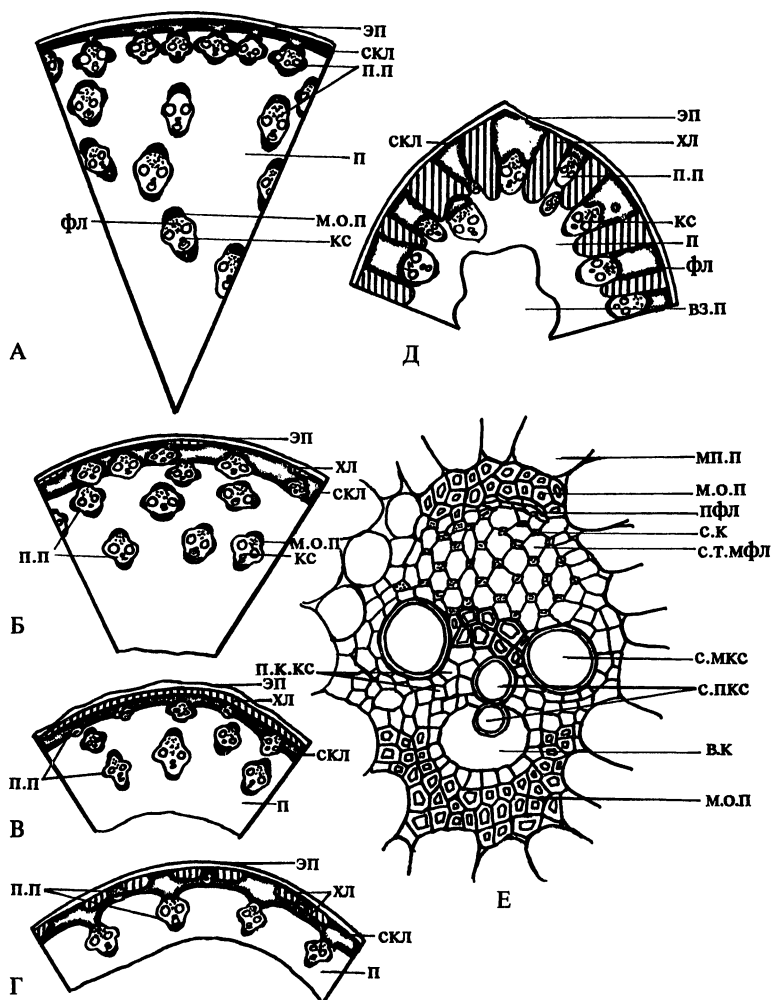 ЭП
СКЛ
П.П
П
ФЛ
М.О.П
КС
А
ЭП
СКЛ
ХЛ
П.П
КС
П
ФЛ
ВЗ.П
Д
ЭП
ХЛ
СКЛ
М.О.П
КС
П.П
Б
ЭП
ХЛ
СКЛ
П.П
П
В
ЭП
П.П
ХЛ
СКЛ
П
Г
МП.П
М.О.П
ПФЛ
С.К
С.Т.МФЛ
П.К.КС
С.МКС
С.ПКС
В.К
М.О.П
Е